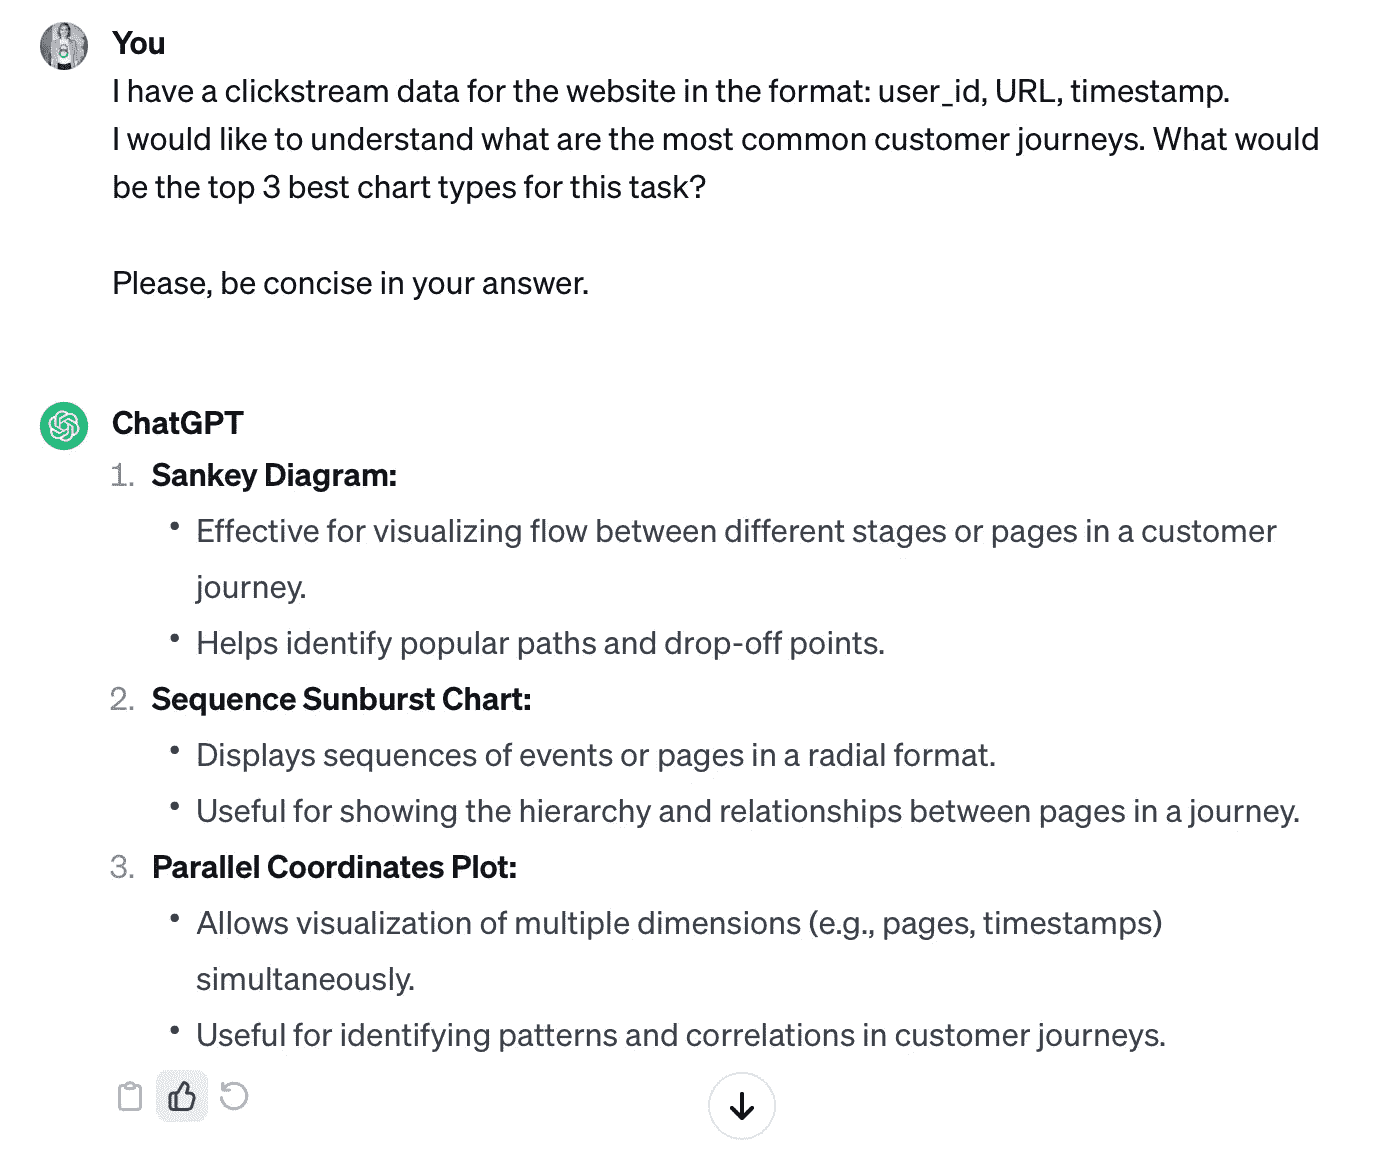 You
I have a clickstream data for the website in the format: user_id, URL, timestamp.
I would like to understand what are the most common customer journeys. What would
be the top 3 best chart types for this task?
Please, be concise in your answer.
ChatGPT
1. Sankey Diagram:
• Effective for visualizing flow between different stages or pages in a customer
journey.
• Helps identify popular paths and drop-off points.
2. Sequence Sunburst Chart:
• Displays sequences of events or pages in a radial format.
• Useful for showing the hierarchy and relationships between pages in a journey.
3. Parallel Coordinates Plot:
• Allows visualization of multiple dimensions (e.g., pages, timestamps)
simultaneously.
• Useful for identifying patterns and correlations in customer journeys.